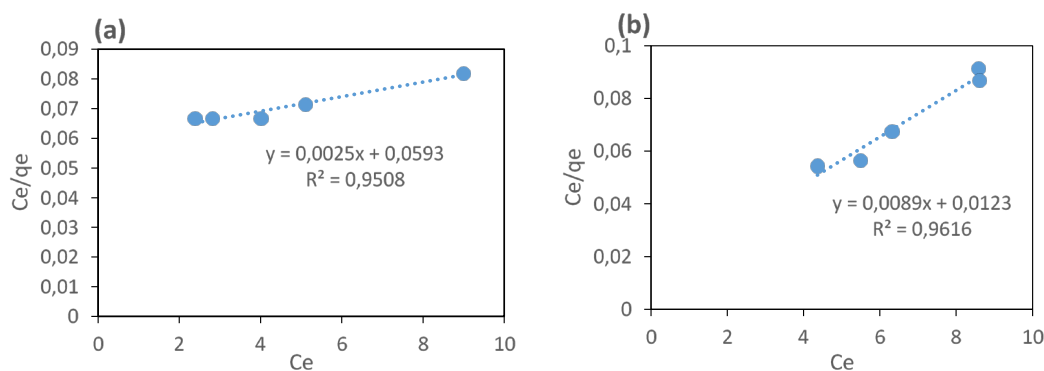 (a)
0,09
0,08
0,07
0,06
0,05
0,04
0,03
0,02
0,01
0
Ce/qe
y = 0,0025x + 0,0593
R² = 0,9508
0 2 4 6 8 10
Ce
(b)
0,1
0,08
0,06
0,04
0,02
0
Ce/qe
y = 0,0089x + 0,0123
R² = 0,9616
0 2 4 6 8 10
Ce